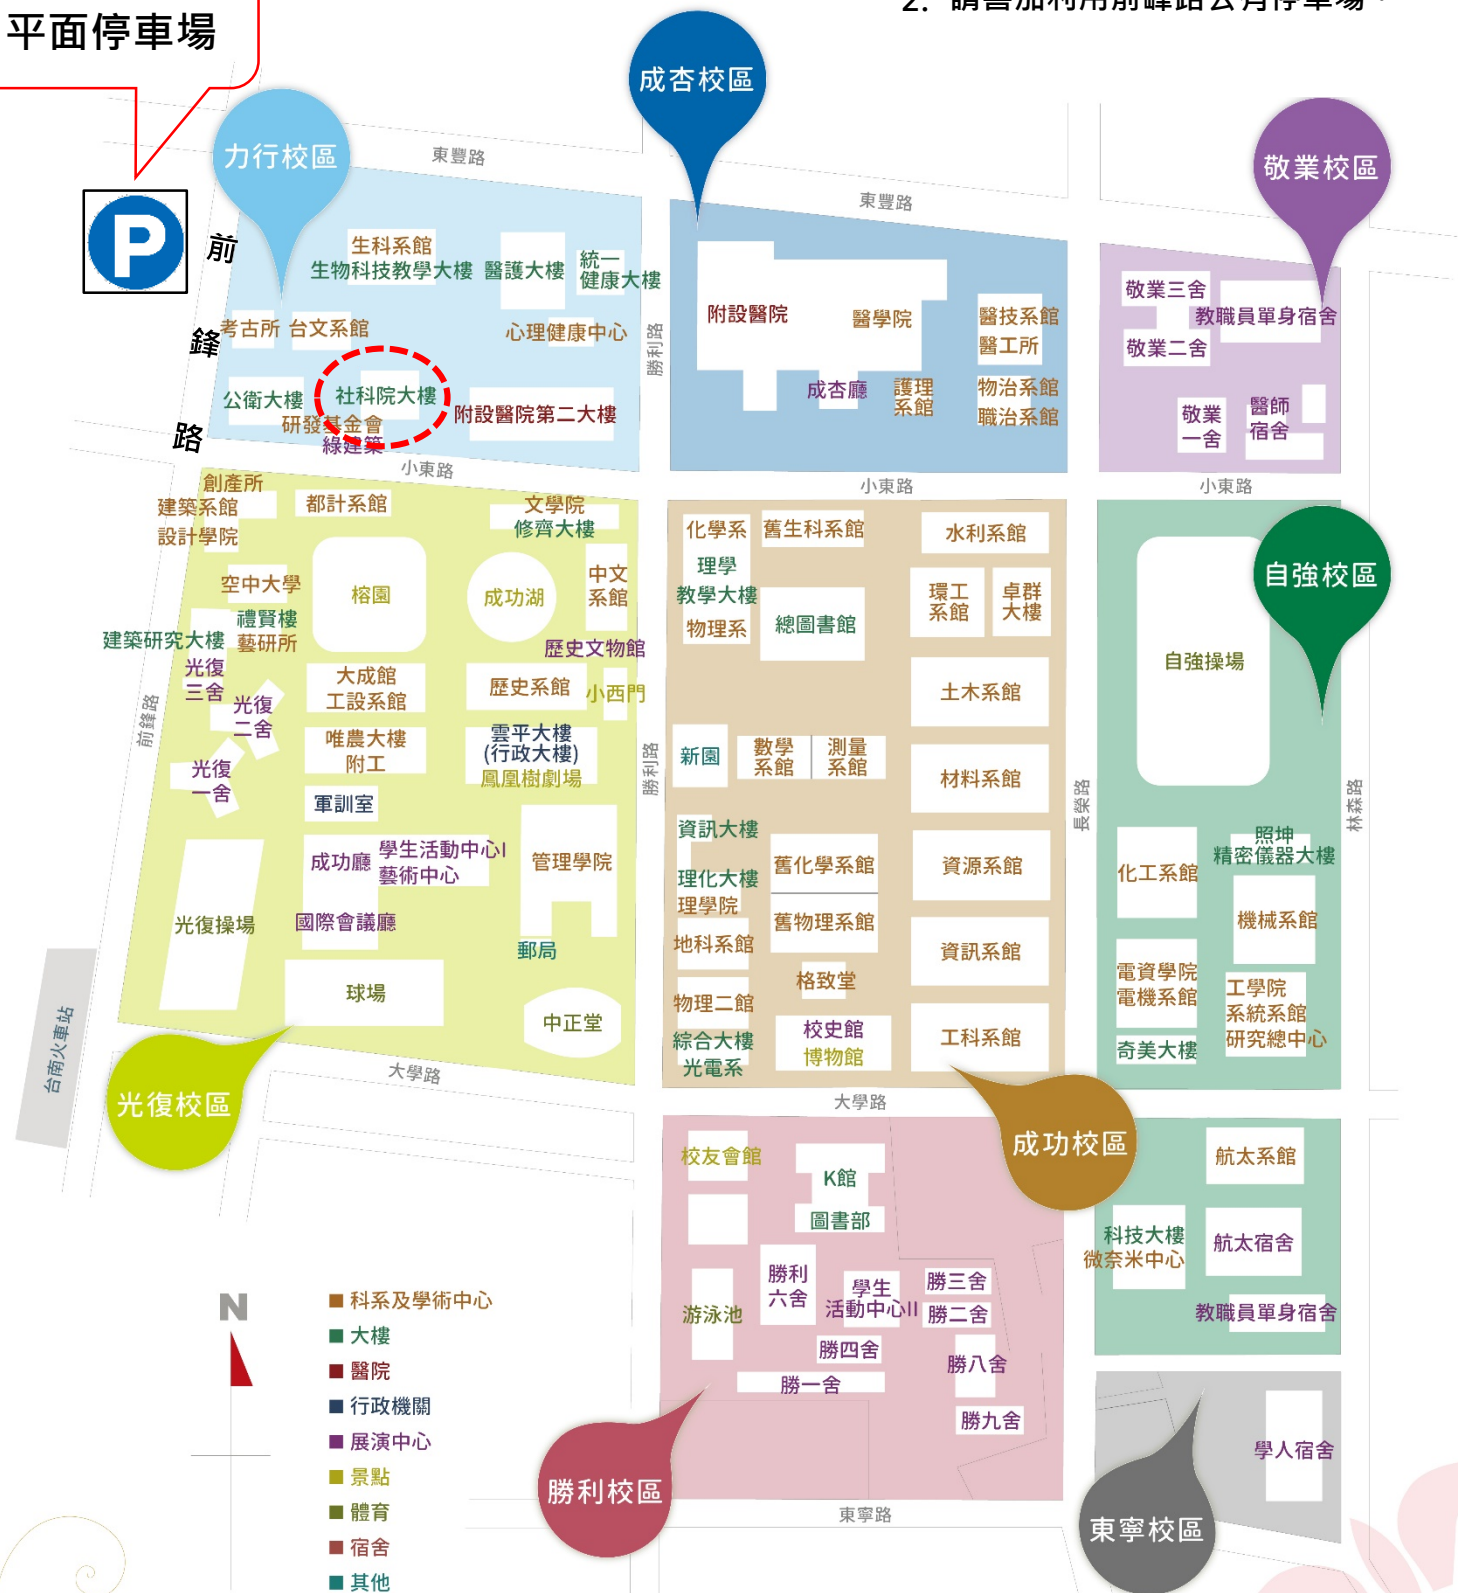 2. 請善加利用前鋒路公有停車場。
平面停車場
成杏校區
力行校區
敬業校區
東豐路
東豐路
P
前
鋒
路
生科系館
生物科技教學大樓
醫護大樓
統一
健康大樓
考古所
台文系館
心理健康中心
公衛大樓
社科院大樓
研發基金會
綠建築
附設醫院第二大樓
勝利路
附設醫院
醫學院
醫技系館
醫工所
成杏廳
護理
系館
物治系館
職治系館
敬業三舍
教職員單身宿舍
敬業二舍
敬業
一舍
醫師
宿舍
小東路
小東路
小東路
創產所
建築系館
設計學院
都計系館
文學院
修齊大樓
空中大學
榕園
成功湖
中文
系館
禮賢樓
建築研究大樓
藝研所
歷史文物館
光復
三舍
大成館
工設系館
歷史系館
小西門
光復
二舍
唯農大樓
附工
雲平大樓
(行政大樓)
鳳凰樹劇場
前鋒路
光復
一舍
軍訓室
成功廳
學生活動中心I
藝術中心
管理學院
國際會議廳
光復操場
郵局
球場
中正堂
台南火車站
光復校區
大學路
勝利路
化學系
舊生科系館
水利系館
理學
教學大樓
物理系
總圖書館
環工
系館
卓群
大樓
土木系館
新園
數學
系館
測量
系館
材料系館
資訊大樓
理化大樓
理學院
舊化學系館
資源系館
舊物理系館
地科系館
資訊系館
格致堂
物理二館
校史館
博物館
工科系館
綜合大樓
光電系
長榮路
大學路
成功校區
自強校區
自強操場
林森路
照坤
精密儀器大樓
化工系館
機械系館
電資學院
電機系館
工學院
系統系館
研究總中心
奇美大樓
校友會館
K館
圖書部
勝利
六舍
學生
活動中心II
勝三舍
勝二舍
游泳池
勝四舍
勝八舍
勝一舍
勝九舍
勝利校區
東寧路
航太系館
科技大樓
微奈米中心
航太宿舍
教職員單身宿舍
學人宿舍
東寧校區
N
科系及學術中心
大樓
醫院
行政機關
展演中心
景點
體育
宿舍
其他